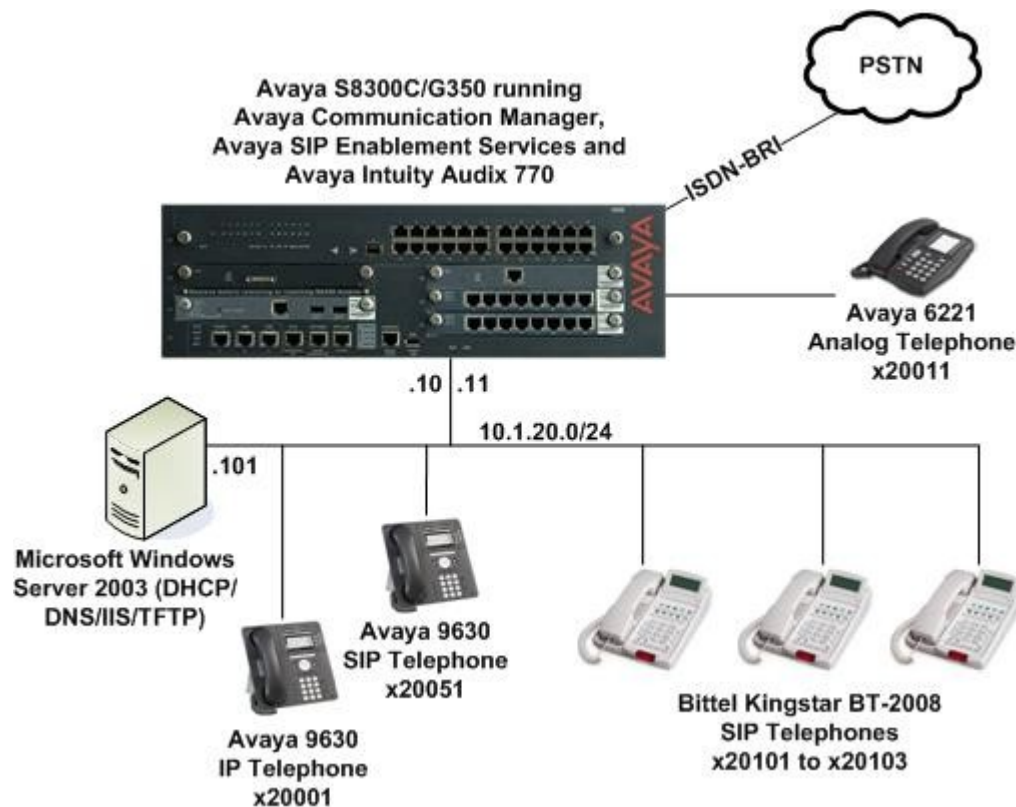 PSTN
Avaya S8300C/G350 running
Avaya Communication Manager,
Avaya SIP Enablement Services and
Avaya Intuity Audix 770
ISDN-BRI
AVAYA
Avaya 6221
Analog Telephone
x20011
.10
.11
10.1.20.0/24
.101
Microsoft Windows
Server 2003 (DHCP/
DNS/IIS/TFTP)
Avaya 9630
SIP Telephone
x20051
Avaya 9630
IP Telephone
x20001
Bittel Kingstar BT-2008
SIP Telephones
x20101 to x20103